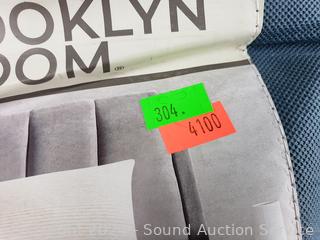 OOKLYN
OOM
304.
4100
Sound Auction Service